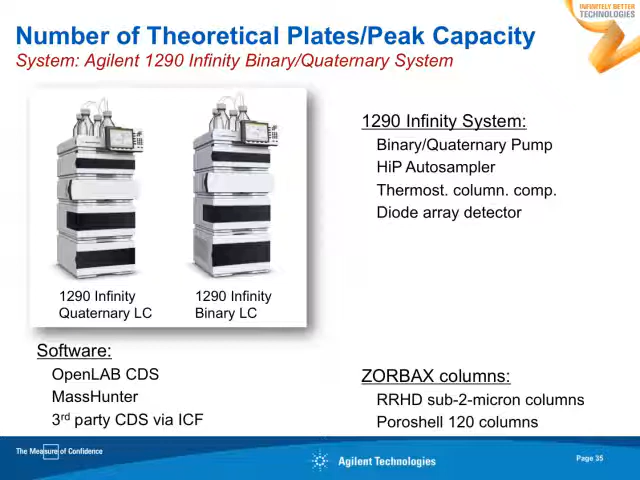 INFINITELY BETTER
TECHNOLOGIES
Number of Theoretical Plates/Peak Capacity
System: Agilent 1290 Infinity Binary/Quaternary System
1290 Infinity
Quaternary LC
1290 Infinity
Binary LC
1290 Infinity System:
Binary/Quaternary Pump
HiP Autosampler
Thermost. column. comp.
Diode array detector
Software:
OpenLAB CDS
MassHunter
3rd party CDS via ICF
ZORBAX columns:
RRHD sub-2-micron columns
Poroshell 120 columns
The Measure of Confidence
Agilent Technologies
Page 35